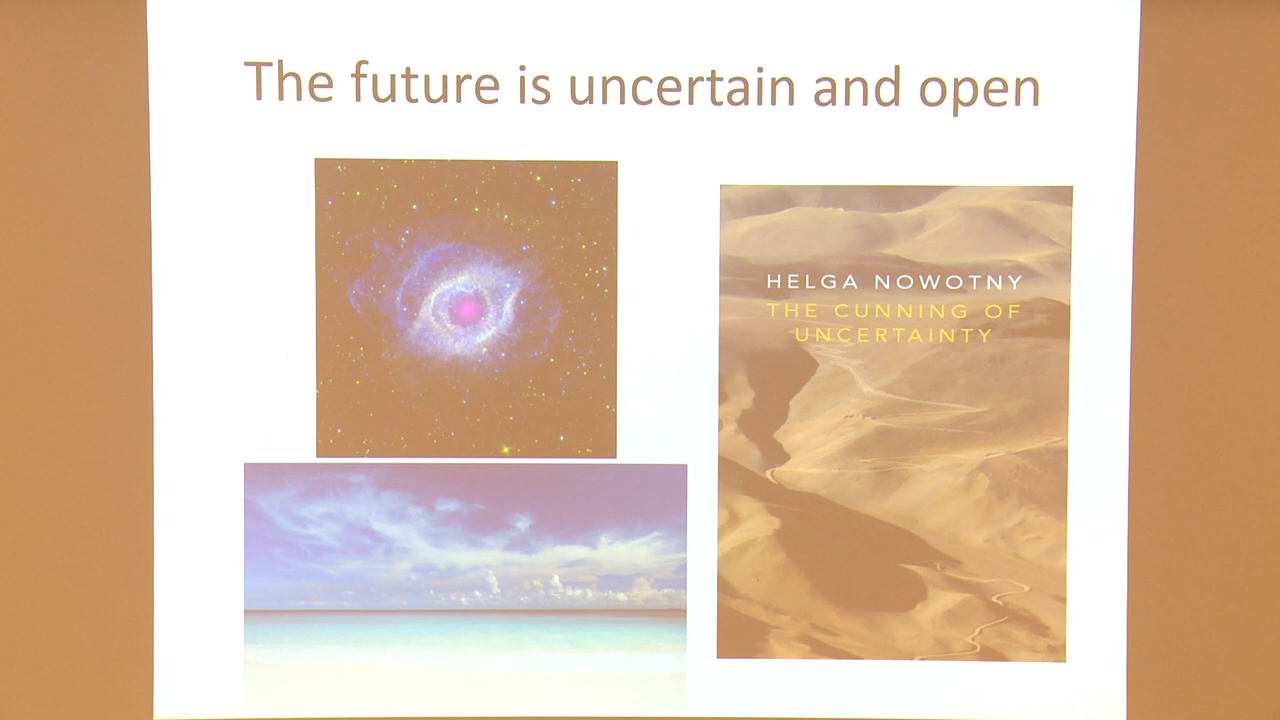 The future is uncertain and open
HELGA NOWOTNY
THE CUNNING OF
UNCERTAINTY